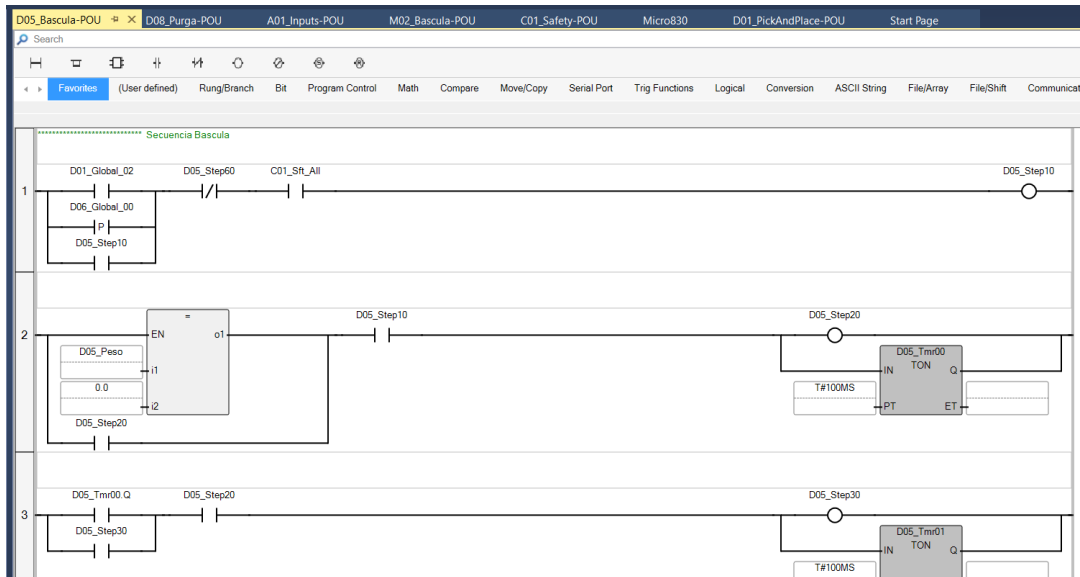 D05_Bascula-POU D08_Purga-POU A01_Inputs-POU M02_Bascula-POU C01_Safety-POU Micro830 D01_PickAndPlace-POU Start Page
Search
Favorites (User defined) Rung/Branch Bit Program Control Math Compare Move/Copy Serial Port Trig Functions Logical Conversion ASCII String File/Array File/Shift Communicat
***************************** Secuencia Bascula
D01_Global_02 D05_Step60 C01_Sft_All D05_Step10
1
D06_Global_00
P
D05_Step10
= D05_Step10 D05_Step20
2 EN o1
D05_Peso D05_Tmr00
i1 IN TON Q
0.0 T#100MS
i2 PT ET
D05_Step20
D05_Tmr00.Q D05_Step20 D05_Step30
3
D05_Step30 D05_Tmr01
IN TON Q
T#100MS